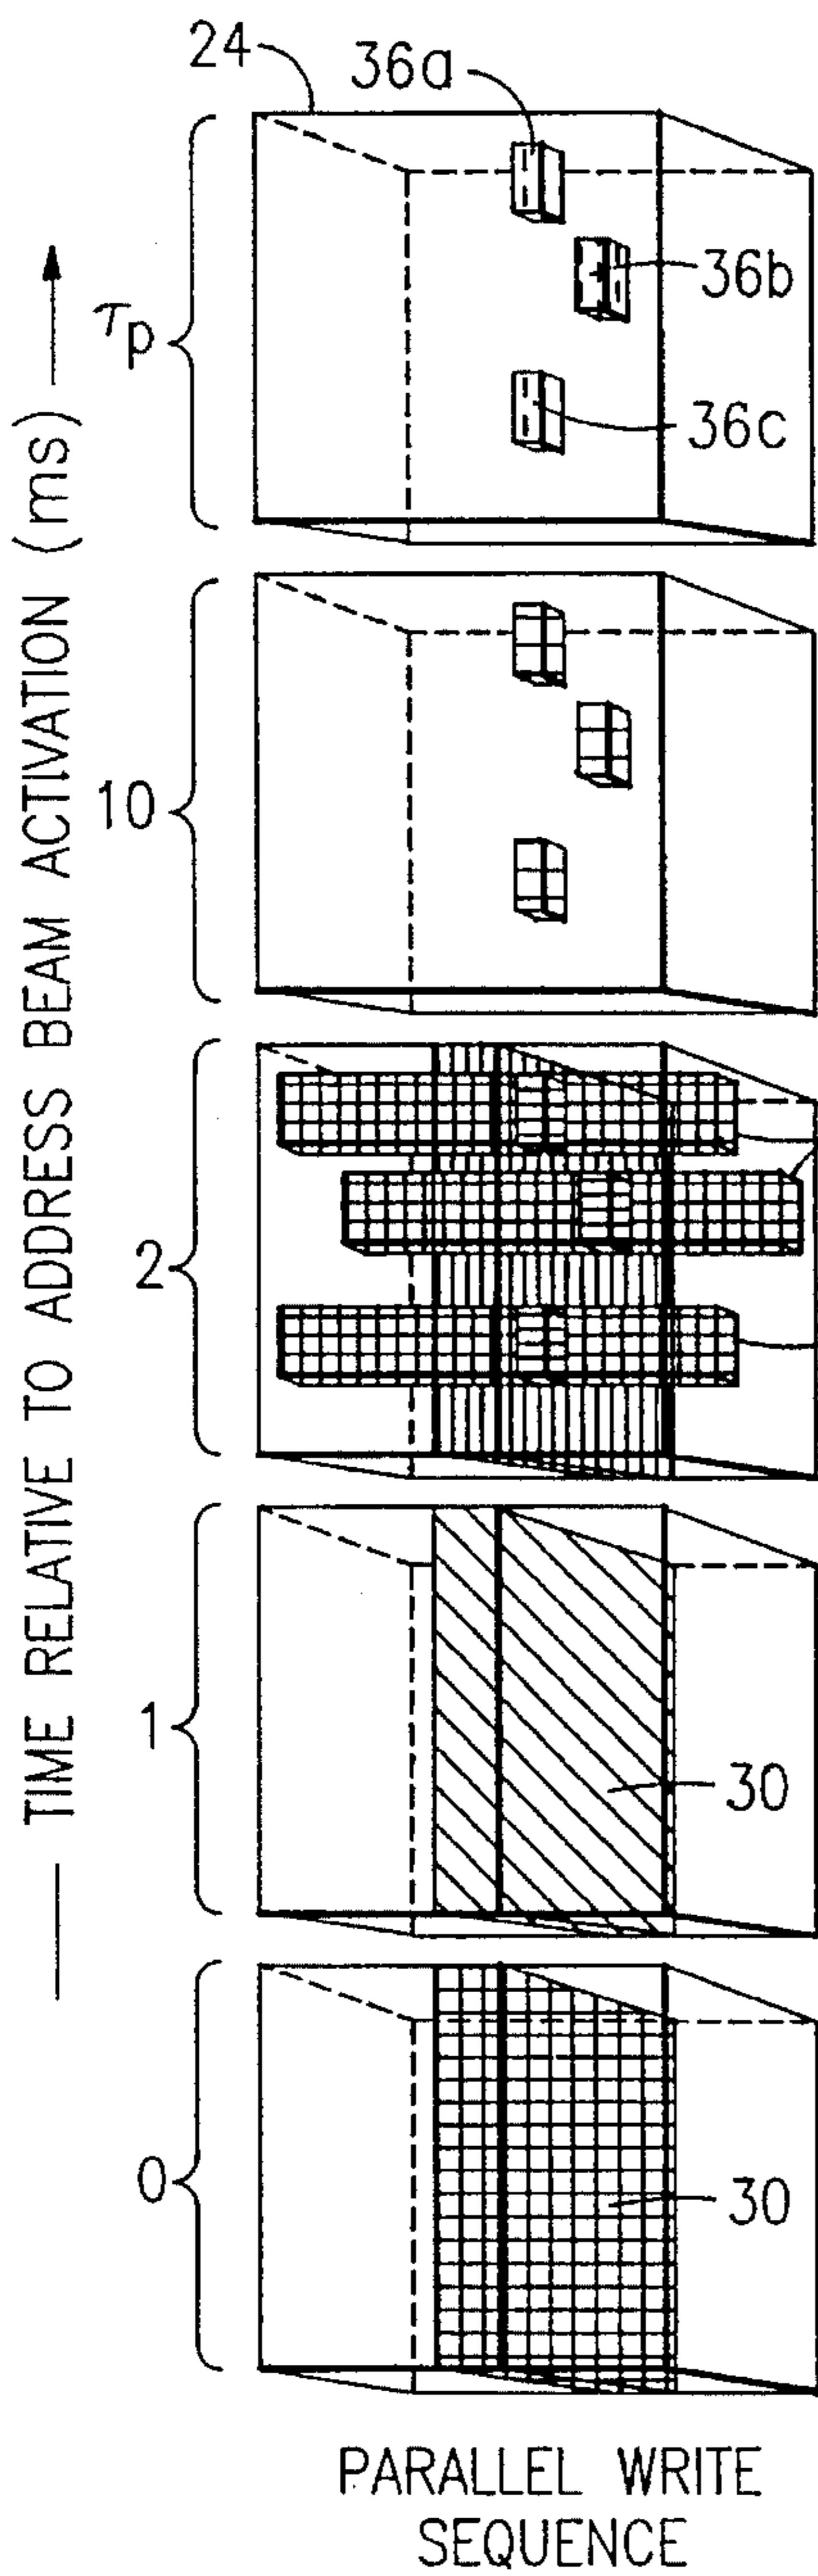 24
36a
36b
36c
τp
10
2
1
30
0
30
TIME RELATIVE TO ADDRESS BEAM ACTIVATION (ms)
PARALLEL WRITE
SEQUENCE